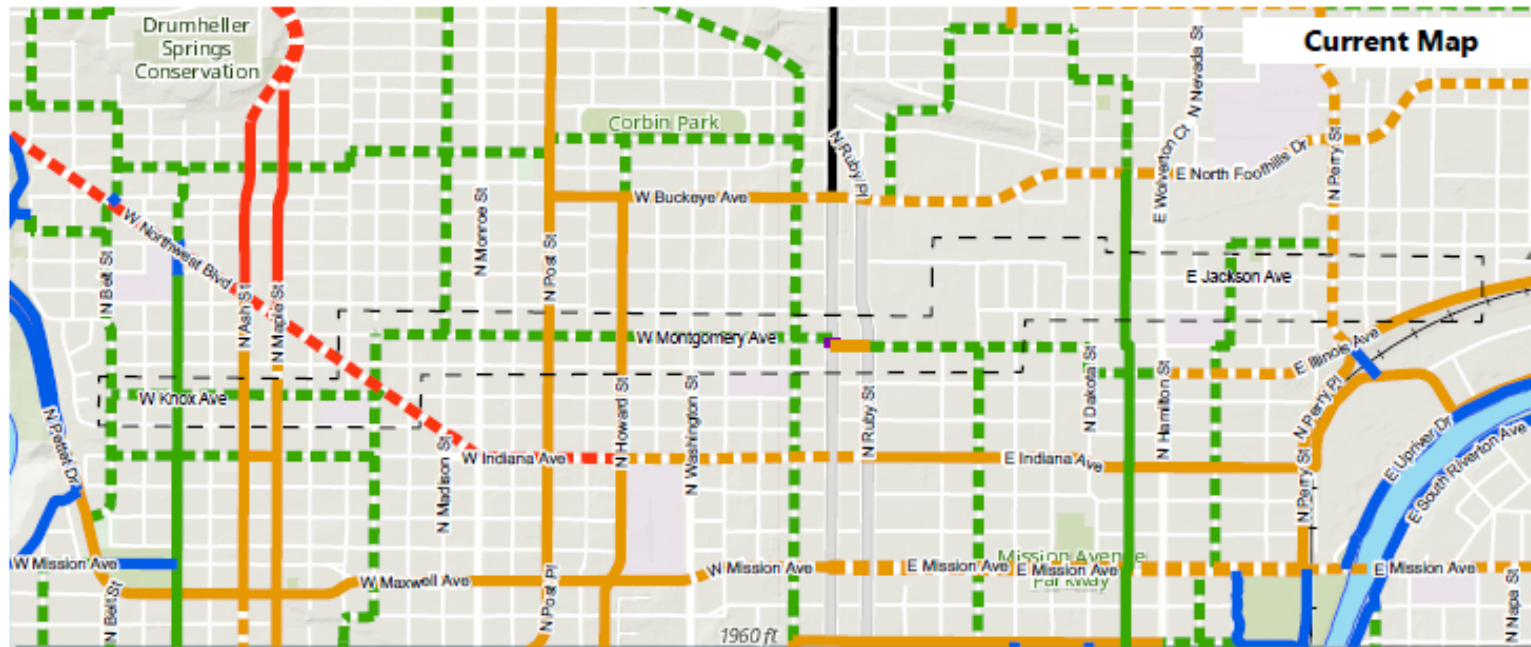 Drumheller
Springs
Conservation
Current Map
N Nevada St
Corbin Park
N Ruby Pl
E Wolverton Ct
E North Foothills Dr
N Perry St
W Buckeye Ave
N Monroe St
N Post St
W Northwest Blvd
N Belt St
N Ash St
N Maple St
E Jackson Ave
W Montgomery Ave
E Illinois Ave
W Knox Ave
N Howard St
N Washington St
N Ruby St
N Dakota St
N Hamilton St
N Perry Pl
N Pettet Dr
N Madison St
W Indiana Ave
E Indiana Ave
N Perry St
E Upriver Dr
E South Riverton Ave
W Mission Ave
W Maxwell Ave
W Mission Ave
E Mission Ave
Mission Avenue
Parkway
E Mission Ave
E Mission Ave
N Belt St
N Post Pl
N Napa St
1960 ft